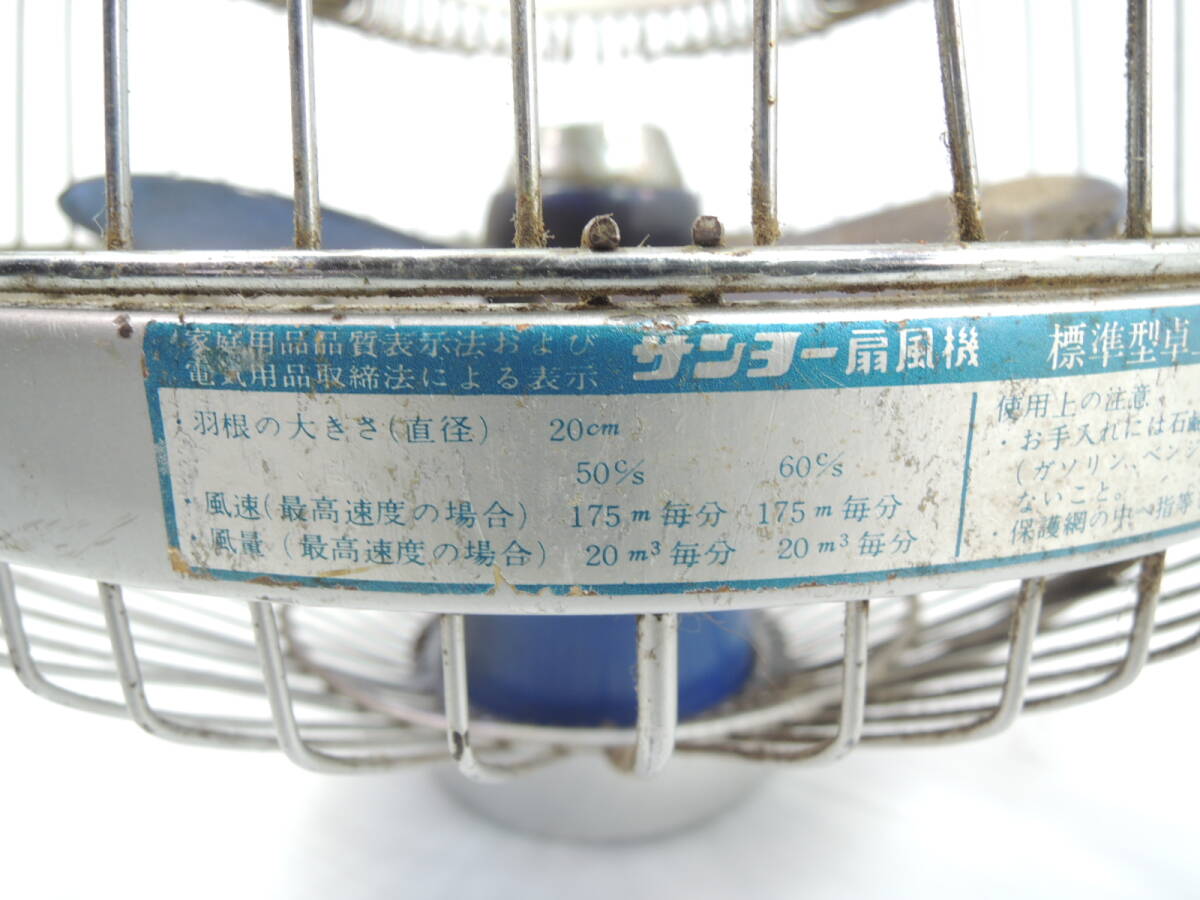 家庭用品品質表示法および
電気用品取締法による表示
サンヨー扇風機 標準型卓
・羽根の大きさ(直径) 20cm
50c/s 60c/s
・風速(最高速度の場合) 175m毎分 175m毎分
・風量(最高速度の場合) 20m³毎分 20m³毎分
使用上の注意
・お手入れには石鹸
(ガソリン、ベンジ
ないこと。
・保護網の中へ指等